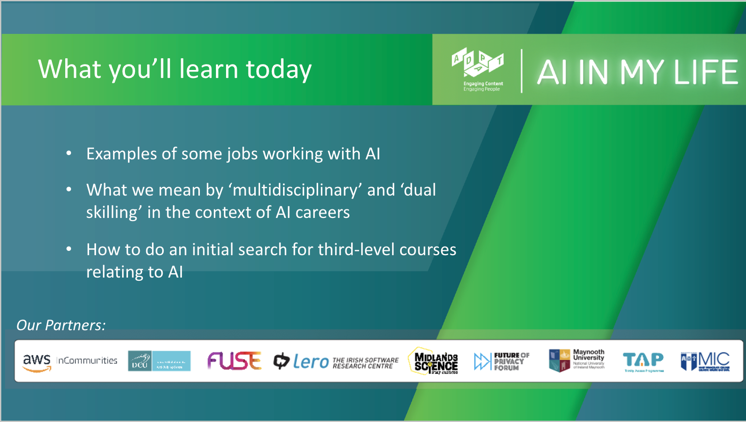 What you'll learn today
ADAPT
Engaging Content
Engaging People
AI IN MY LIFE
• Examples of some jobs working with AI
• What we mean by ‘multidisciplinary’ and ‘dual
skilling’ in the context of AI careers
• How to do an initial search for third-level courses
relating to AI
Our Partners:
aws InCommunities
DCU
FUSE
Lero THE IRISH SOFTWARE
RESEARCH CENTRE
MIDLANDS
SCIENCE
FUTURE OF
PRIVACY
FORUM
Maynooth
University
National University
of Ireland Maynooth
TAP
MIC